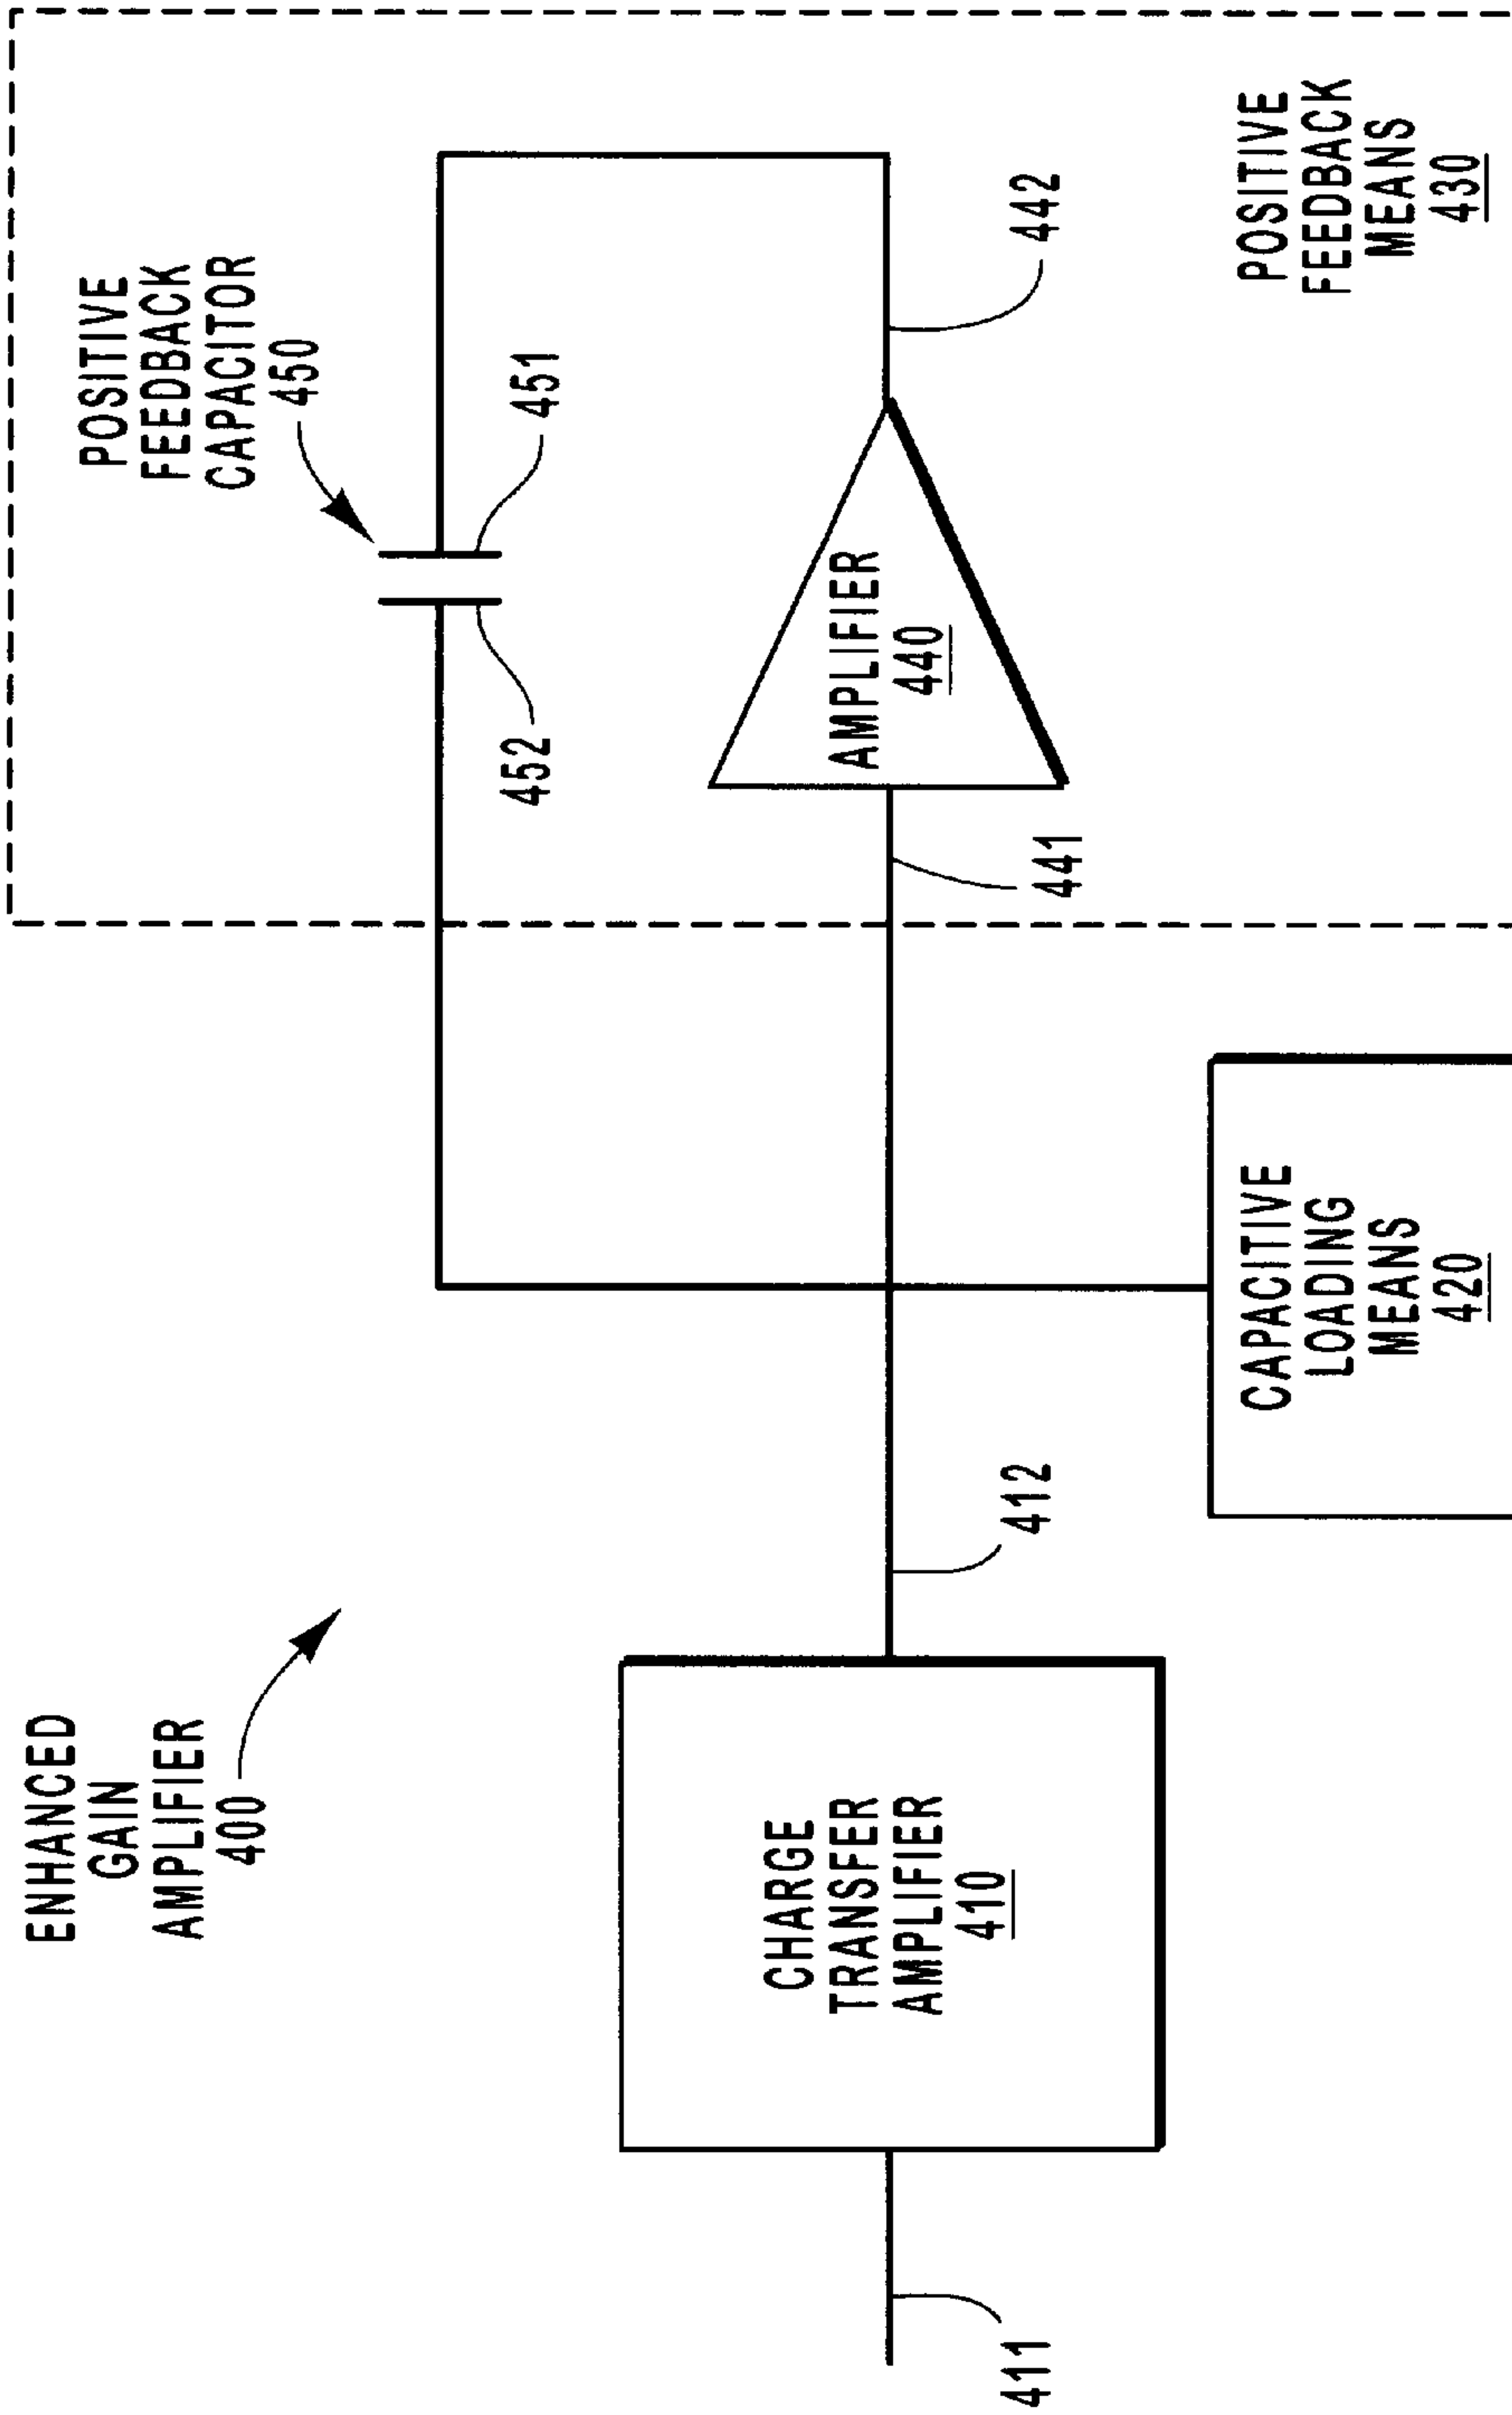 ENHANCED
GAIN
AMPLIFIER
400
POSITIVE
FEEDBACK
CAPACITOR
450
452
451
CHARGE
TRANSFER
AMPLIFIER
410
AMPLIFIER
440
411
412
441
442
CAPACITIVE
LOADING
MEANS
420
POSITIVE
FEEDBACK
MEANS
430